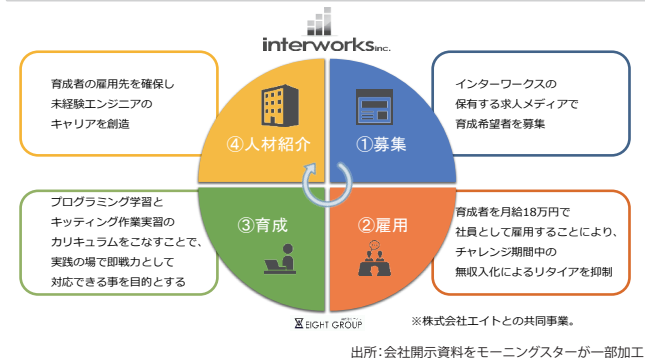 interworks inc.
育成者の雇用先を確保し
未経験エンジニアの
キャリアを創造
④人材紹介
①募集
インターワークスの
保有する求人メディアで
育成希望者を募集
プログラミング学習と
キッティング作業実習の
カリキュラムをこなすことで、
実践の場で即戦力として
対応できる事を目的とする
③育成
②雇用
育成者を月給18万円で
社員として雇用することにより、
チャレンジ期間中の
無収入化によるリタイアを抑制
EIGHT GROUP
※株式会社エイトとの共同事業。
出所：会社開示資料をモーニングスターが一部加工